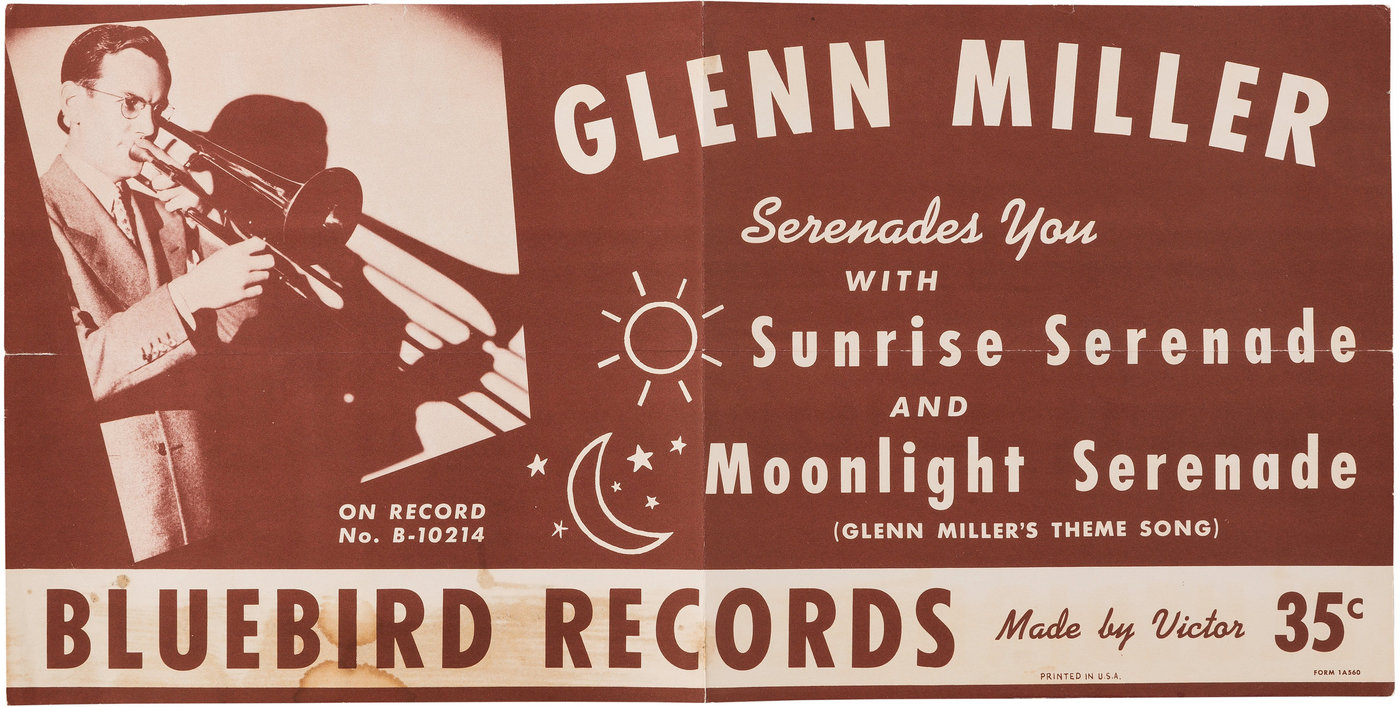 GLENN MILLER
Serenades You
WITH
Sunrise Serenade
AND
Moonlight Serenade
(GLENN MILLER'S THEME SONG)
ON RECORD
No. B-10214
BLUEBIRD RECORDS
Made by Victor
35c
PRINTED IN U.S.A.
FORM 1A560